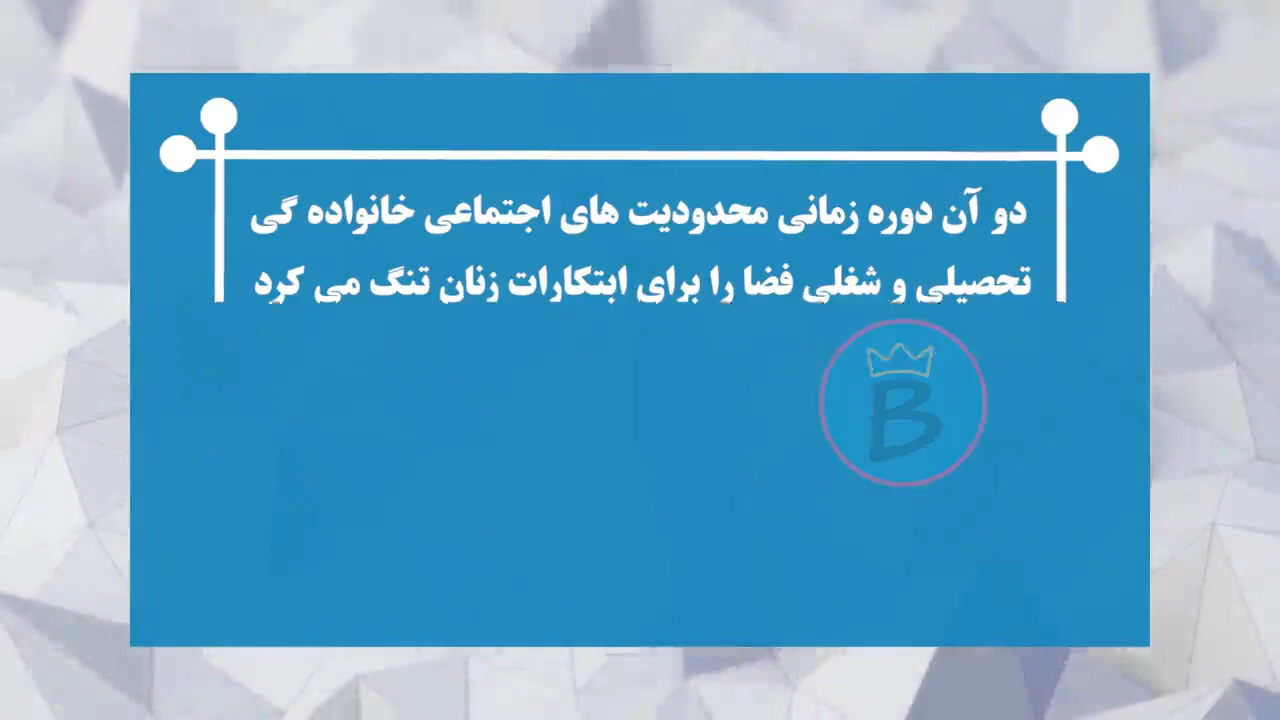 دو آن دوره زمانی محدودیت های اجتماعی خانواده گی
تحصیلی و شغلی فضا را برای ابتکارات زنان تنگ می کرد
B